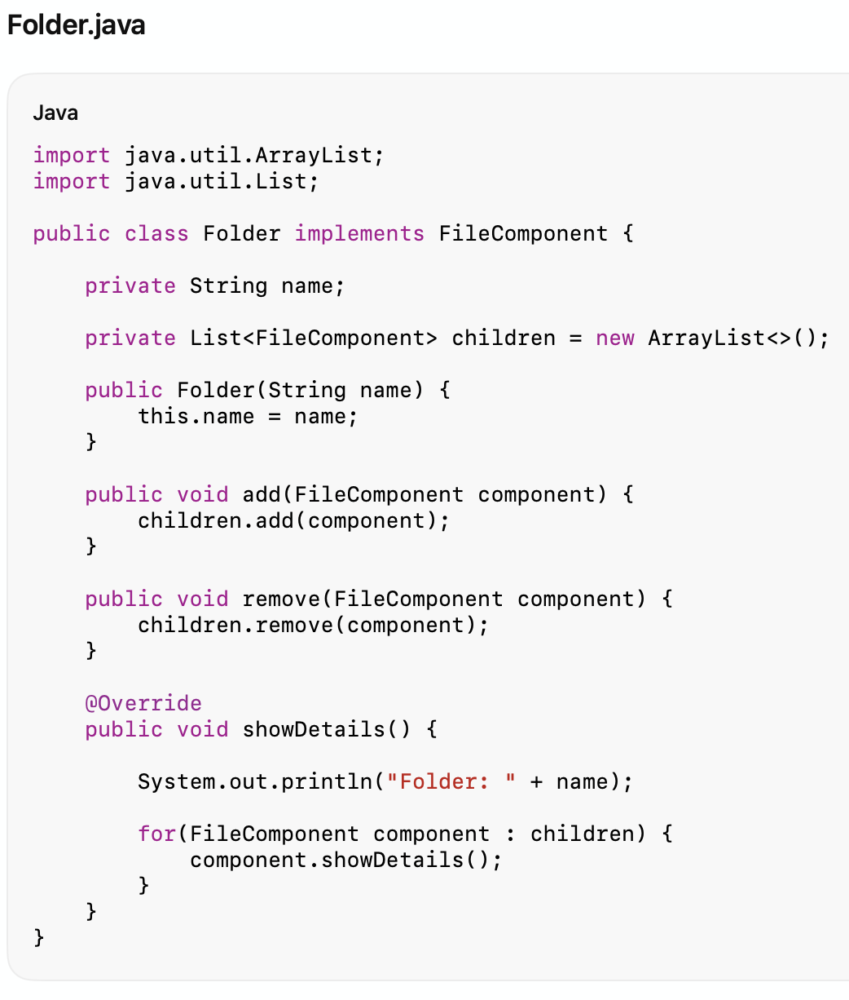 Folder.java
Java
import java.util.ArrayList;
import java.util.List;
public class Folder implements FileComponent {
    private String name;
    private List<FileComponent> children = new ArrayList<>();
    public Folder(String name) {
        this.name = name;
    }
    public void add(FileComponent component) {
        children.add(component);
    }
    public void remove(FileComponent component) {
        children.remove(component);
    }
    @Override
    public void showDetails() {
        System.out.println("Folder: " + name);
        for(FileComponent component : children) {
            component.showDetails();
        }
    }
}